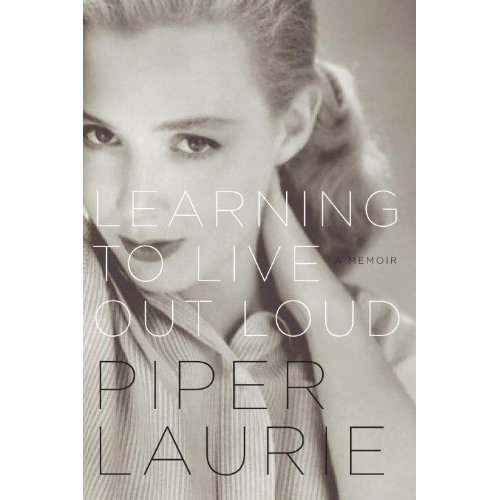 LEARNING
TO LIVE
A MEMOIR
OUT LOUD
PIPER
LAURIE